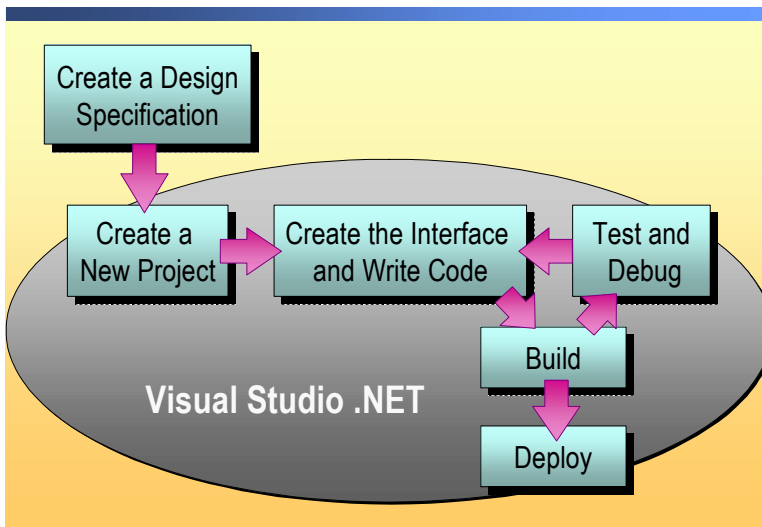 Create a Design
Specification
Create a
New Project
Create the Interface
and Write Code
Test and
Debug
Build
Visual Studio .NET
Deploy